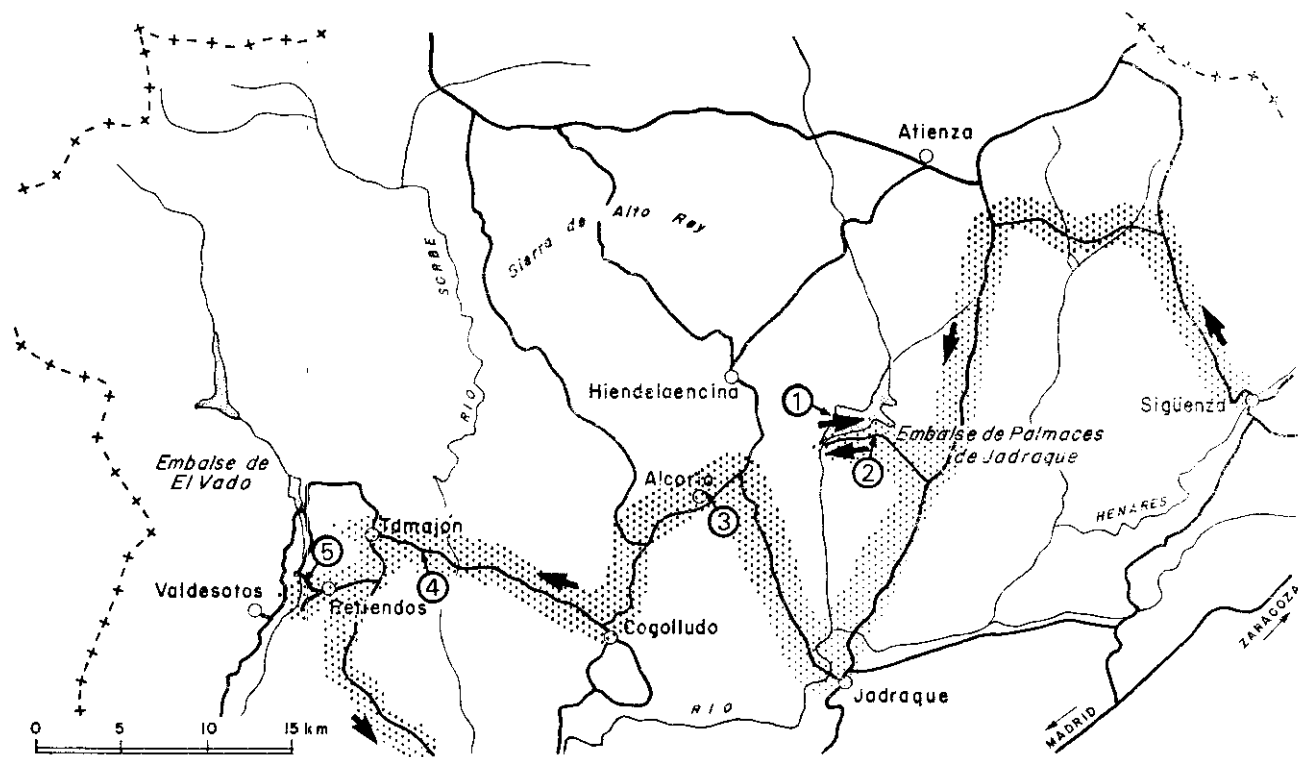 Atienza
Sierra de Alto Rey
SORBE
RIO
Hiendelaencina
1
Sigüenza
Embalse de Palmaces
de Jadraque
2
Embalse de
El Vado
Alcorlo
3
HENARES
Tamajón
5
4
Valdesotos
Retiendas
Cogolludo
ZARAGOZA
Jadraque
RIO
MADRID
0 5 10 15 km